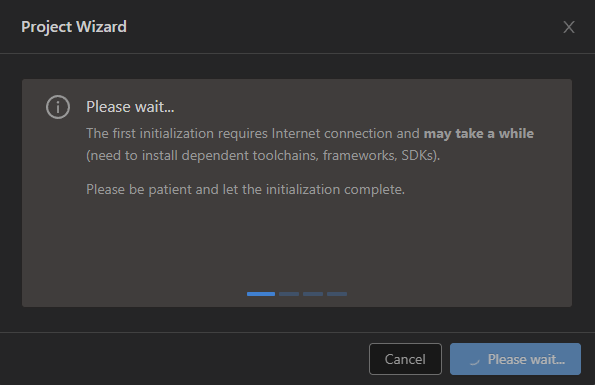 Project Wizard
Please wait...
The first initialization requires Internet connection and may take a while
(need to install dependent toolchains, frameworks, SDKs).
Please be patient and let the initialization complete.
Cancel
Please wait...